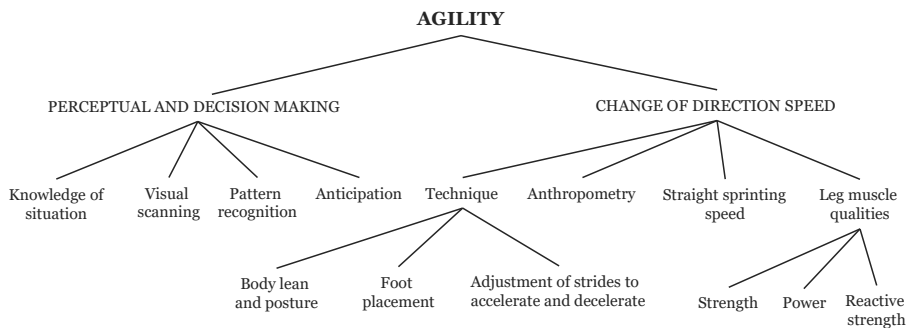 AGILITY
PERCEPTUAL AND DECISION MAKING
CHANGE OF DIRECTION SPEED
Knowledge of
situation
Visual
scanning
Pattern
recognition
Anticipation
Technique
Anthropometry
Straight sprinting
speed
Leg muscle
qualities
Body lean
and posture
Foot
placement
Adjustment of strides to
accelerate and decelerate
Strength
Power
Reactive
strength